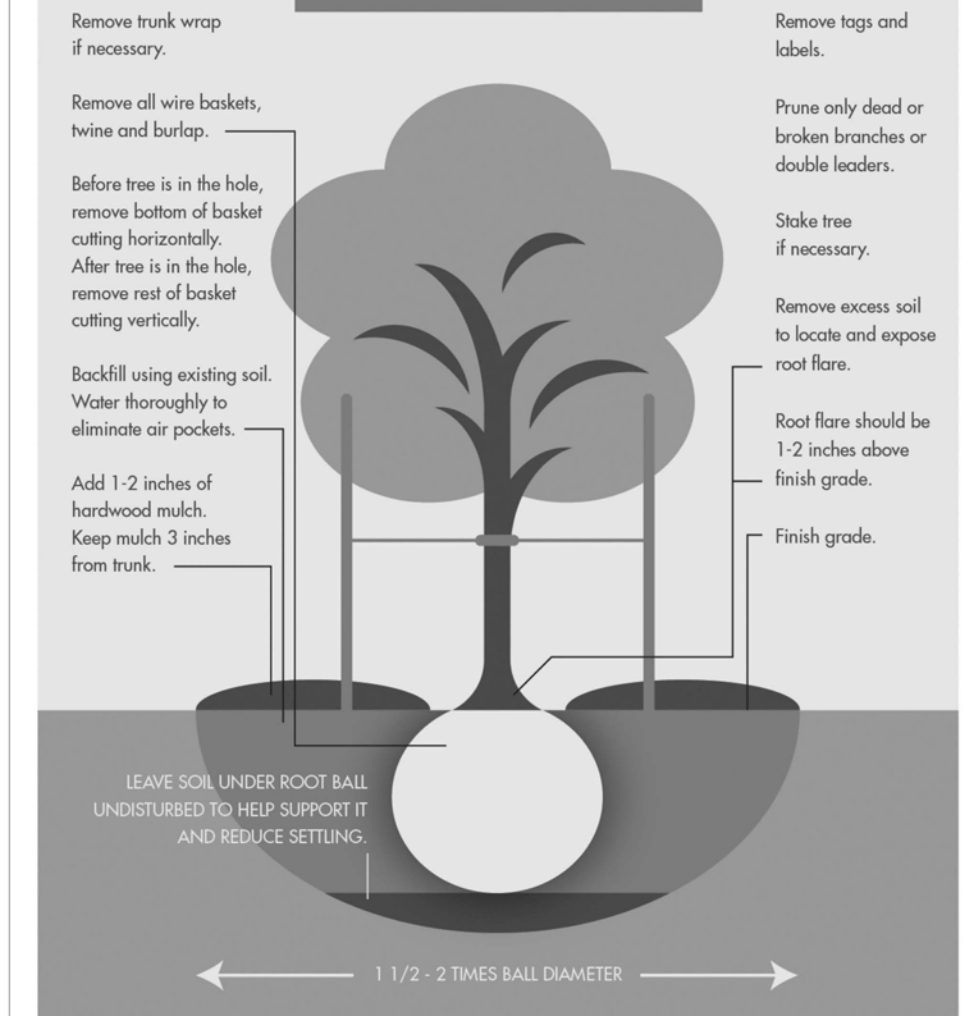 Remove trunk wrap
if necessary.
Remove all wire baskets,
twine and burlap.
Before tree is in the hole,
remove bottom of basket
cutting horizontally.
After tree is in the hole,
remove rest of basket
cutting vertically.
Backfill using existing soil.
Water thoroughly to
eliminate air pockets.
Add 1-2 inches of
hardwood mulch.
Keep mulch 3 inches
from trunk.
Remove tags and
labels.
Prune only dead or
broken branches or
double leaders.
Stake tree
if necessary.
Remove excess soil
to locate and expose
root flare.
Root flare should be
1-2 inches above
finish grade.
Finish grade.
LEAVE SOIL UNDER ROOT BALL
UNDISTURBED TO HELP SUPPORT IT
AND REDUCE SETTLING.
1 1/2 - 2 TIMES BALL DIAMETER